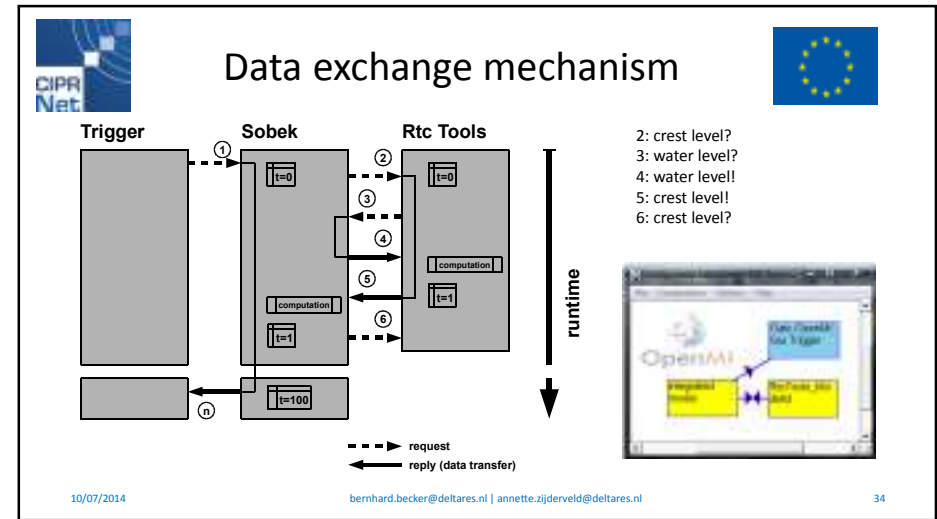 CIPR
Net
Data exchange mechanism
Trigger
Sobek
Rtc Tools
1
2
t=0
t=0
3
4
computation
5
t=1
computation
6
t=1
n
t=100
runtime
request
reply (data transfer)
2: crest level?
3: water level?
4: water level!
5: crest level!
6: crest level?
OpenMI
Trigger
10/07/2014
bernhard.becker@deltares.nl | annette.zijderveld@deltares.nl
34